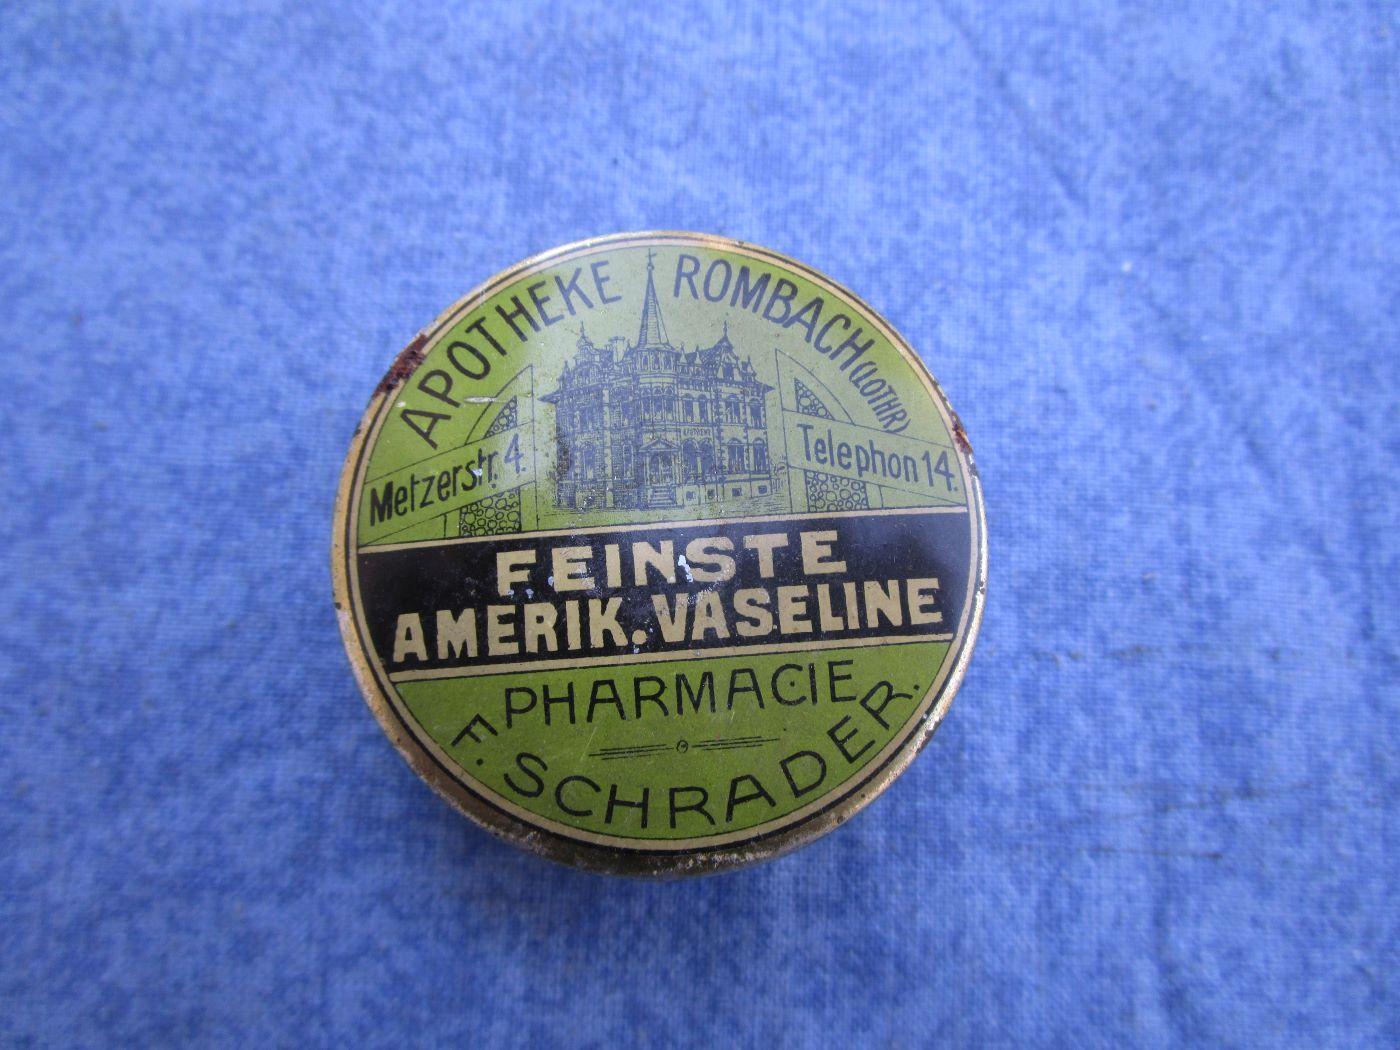 APOTHEKE ROMBACH (LOTHR)
Metzerstr. 4.
Telephon 14.
FEINSTE
AMERIK. VASELINE
PHARMACIE
F. SCHRADER.